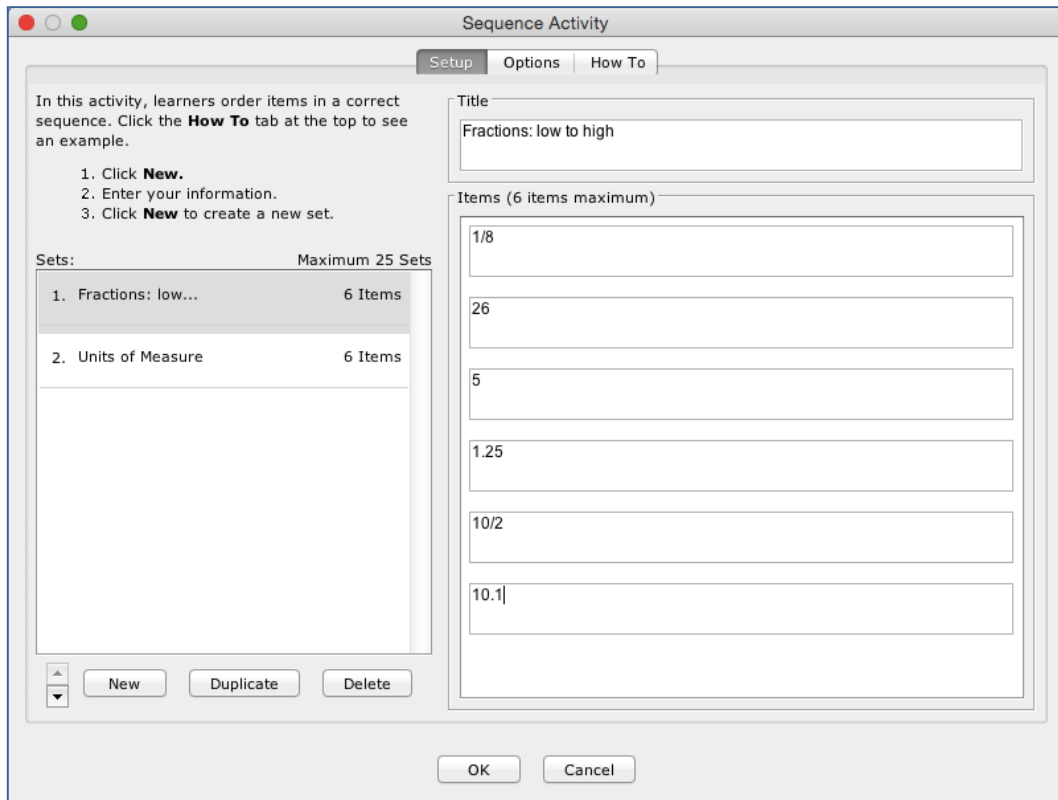 Sequence Activity
Setup
Options
How To
In this activity, learners order items in a correct
sequence. Click the How To tab at the top to see
an example.
1. Click New.
2. Enter your information.
3. Click New to create a new set.
Sets: Maximum 25 Sets
1. Fractions: low... 6 Items
2. Units of Measure 6 Items
New
Duplicate
Delete
Title
Fractions: low to high
Items (6 items maximum)
1/8
26
5
1.25
10/2
10.1
OK
Cancel